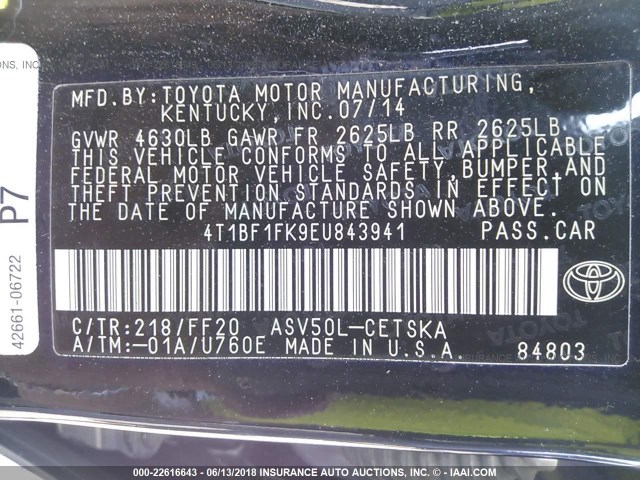 MFD.BY:TOYOTA MOTOR MANUFACTURING,
KENTUCKY, INC.07/14
GVWR 4630LB GAWR FR 2625LB RR 2625LB
THIS VEHICLE CONFORMS TO ALL APPLICABLE
FEDERAL MOTOR VEHICLE SAFETY,BUMPER,AND
THEFT PREVENTION STANDARDS IN EFFECT ON
THE DATE OF MANUFACTURE SHOWN ABOVE.
4T1BF1FK9EU843941 PASS.CAR
C/TR:218/FF20 ASV50L-CETSKA
A/TM:-01A/U760E MADE IN U.S.A. 84803
TOYOTA
P7
42661-06722
000-22616643 - 06/13/2018 - INSURANCE AUTO AUCTIONS, INC. - IAAI.COM